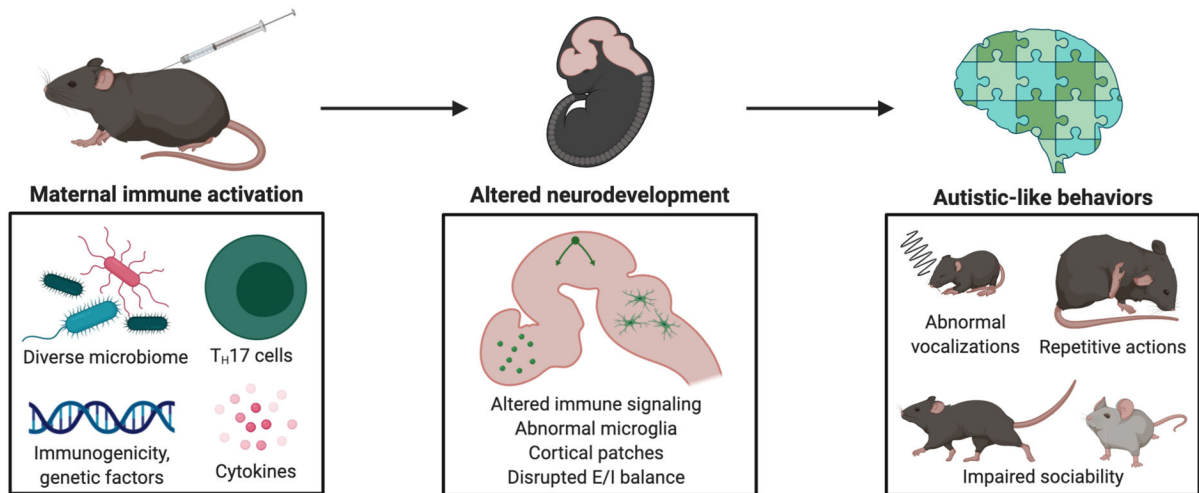 Maternal immune activation
Altered neurodevelopment
Autistic-like behaviors
Diverse microbiome
TH17 cells
Immunogenicity,
genetic factors
Cytokines
Altered immune signaling
Abnormal microglia
Cortical patches
Disrupted E/I balance
Abnormal
vocalizations
Repetitive actions
Impaired sociability